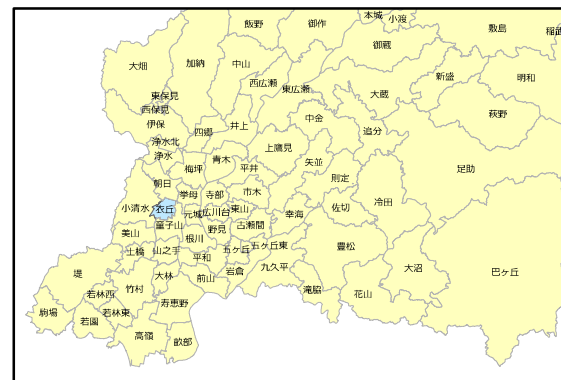 本城
小渡
飯野
御作
敷島
稲武
御蔵
大畑
加納
中山
西広瀬
東広瀬
新盛
明和
大蔵
東保見
西保見
萩野
伊保
中金
四郷
井上
追分
浄水北
浄水
青木
上鷹見
矢並
足助
梅坪
平井
則定
朝日
挙母
寺部
市木
冷田
小清水
衣丘
元城
広川台
東山
幸海
佐切
童子山
古瀬間
美山
根川
野見
土橋
山之手
平和
五ケ丘
五ケ丘東
豊松
大沼
巴ケ丘
堤
大林
前山
岩倉
九久平
若林西
竹村
滝脇
花山
駒場
若園
若林東
寿恵野
高嶺
畝部